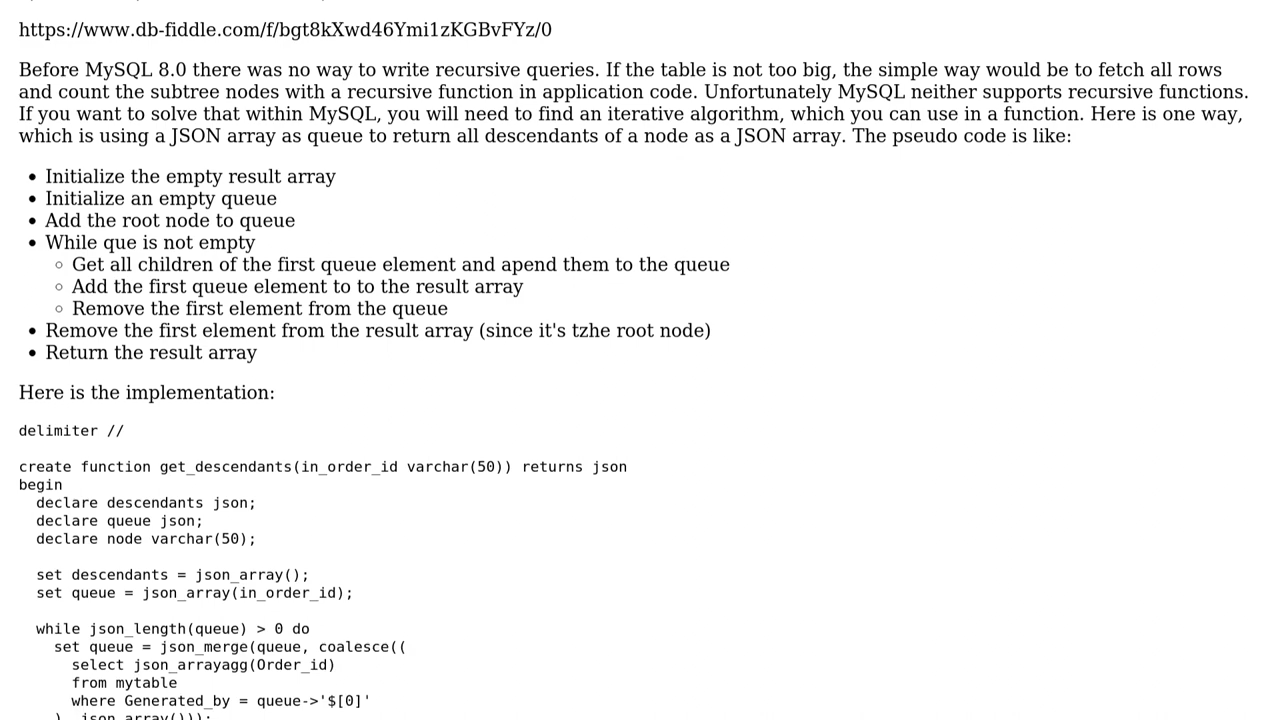 https://www.db-fiddle.com/f/bgt8kXwd46Ymi1zKGBvFYz/0
Before MySQL 8.0 there was no way to write recursive queries. If the table is not too big, the simple way would be to fetch all rows
and count the subtree nodes with a recursive function in application code. Unfortunately MySQL neither supports recursive functions.
If you want to solve that within MySQL, you will need to find an iterative algorithm, which you can use in a function. Here is one way,
which is using a JSON array as queue to return all descendants of a node as a JSON array. The pseudo code is like:
• Initialize the empty result array
• Initialize an empty queue
• Add the root node to queue
• While que is not empty
◦ Get all children of the first queue element and apend them to the queue
◦ Add the first queue element to to the result array
◦ Remove the first element from the queue
• Remove the first element from the result array (since it's tzhe root node)
• Return the result array
Here is the implementation:
delimiter //
create function get_descendants(in_order_id varchar(50)) returns json
begin
  declare descendants json;
  declare queue json;
  declare node varchar(50);
  set descendants = json_array();
  set queue = json_array(in_order_id);
  while json_length(queue) > 0 do
    set queue = json_merge(queue, coalesce((
      select json_arrayagg(Order_id)
      from mytable
      where Generated_by = queue->'$[0]'
    ), json_array()));